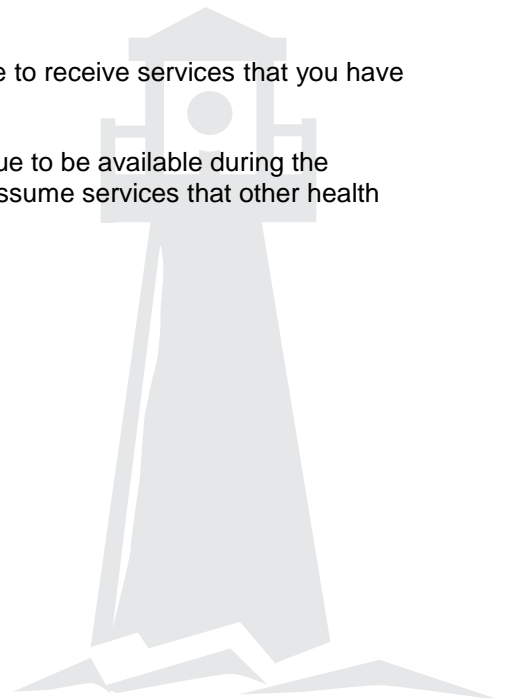 e to receive services that you have
ue to be available during the
ssume services that other health